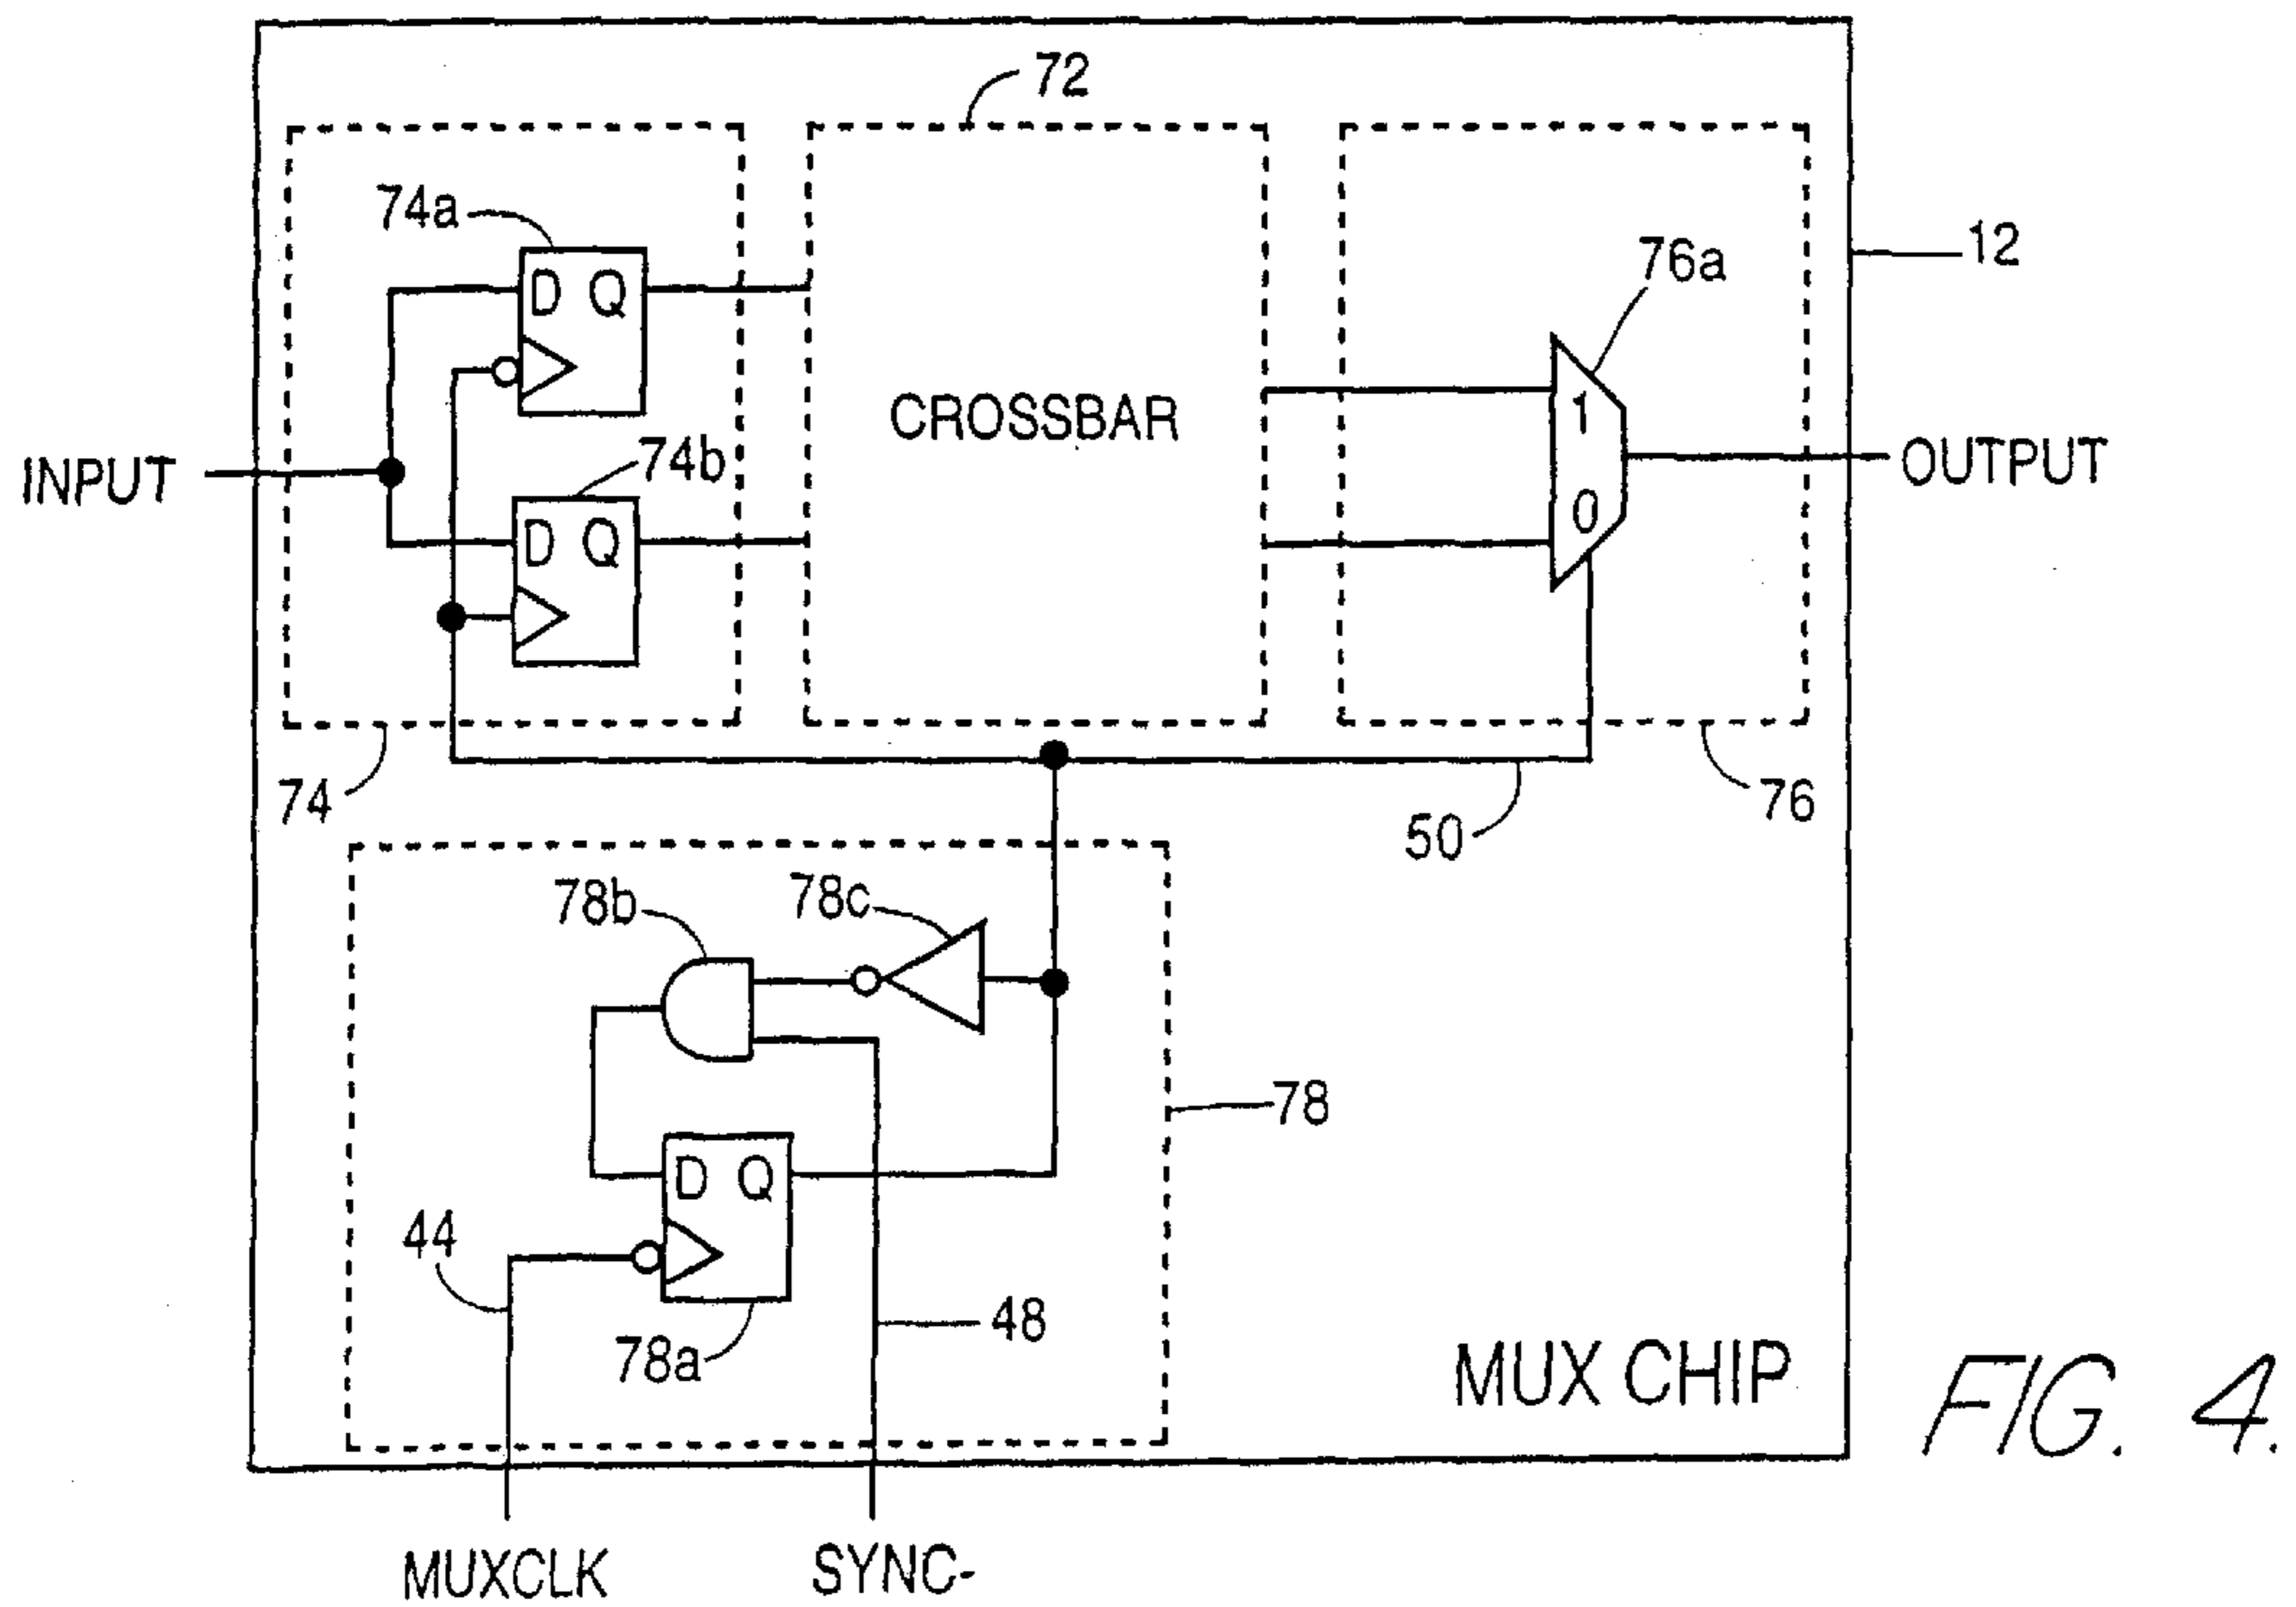 72
74a
D Q
76a
12
1
CROSSBAR
74b
INPUT
OUTPUT
D Q
0
74
76
50
78b
78c
78
D Q
44
48
78a
MUX CHIP
FIG. 4.
MUXCLK
SYNC-